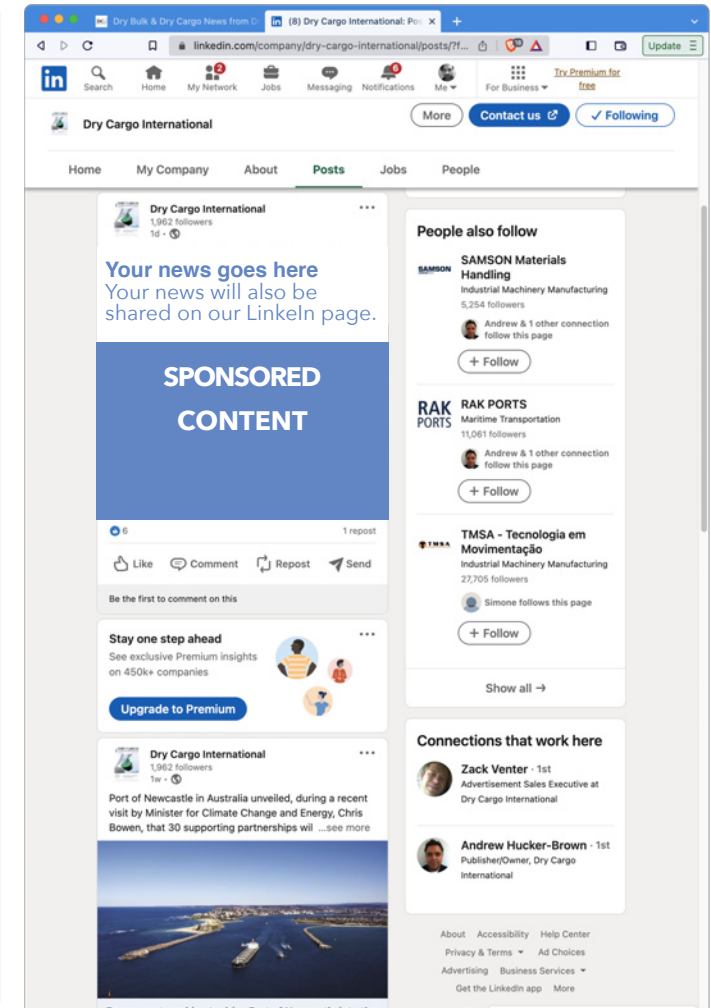 Dry Bulk & Dry Cargo News from D
(8) Dry Cargo International: Pos
linkedin.com/company/dry-cargo-international/posts/?f...
Update
in
Search
Home
2
My Network
Jobs
Messaging
Notifications
Me
For Business
Try Premium for
free
Dry Cargo International
More
Contact us
Following
Home
My Company
About
Posts
Jobs
People
Dry Cargo International
1,962 followers
1d •
Your news goes here
Your news will also be
shared on our LinkeIn page.
SPONSORED
CONTENT
6
1 repost
Like
Comment
Repost
Send
Be the first to comment on this
Stay one step ahead
See exclusive Premium insights
on 450k+ companies
Upgrade to Premium
Dry Cargo International
1,962 followers
1w •
Port of Newcastle in Australia unveiled, during a recent
visit by Minister for Climate Change and Energy, Chris
Bowen, that 30 supporting partnerships wil ...see more
People also follow
SAMSON
SAMSON Materials
Handling
Industrial Machinery Manufacturing
5,254 followers
Andrew & 1 other connection
follow this page
+ Follow
RAK
PORTS
RAK PORTS
Maritime Transportation
11,061 followers
Andrew & 1 other connection
follow this page
+ Follow
TMSA
TMSA - Tecnologia em
Movimentação
Industrial Machinery Manufacturing
27,705 followers
Simone follows this page
+ Follow
Show all →
Connections that work here
Zack Venter · 1st
Advertisement Sales Executive at
Dry Cargo International
Andrew Hucker-Brown · 1st
Publisher/Owner, Dry Cargo
International
About Accessibility Help Center
Privacy & Terms Ad Choices
Advertising Business Services
Get the LinkedIn app More